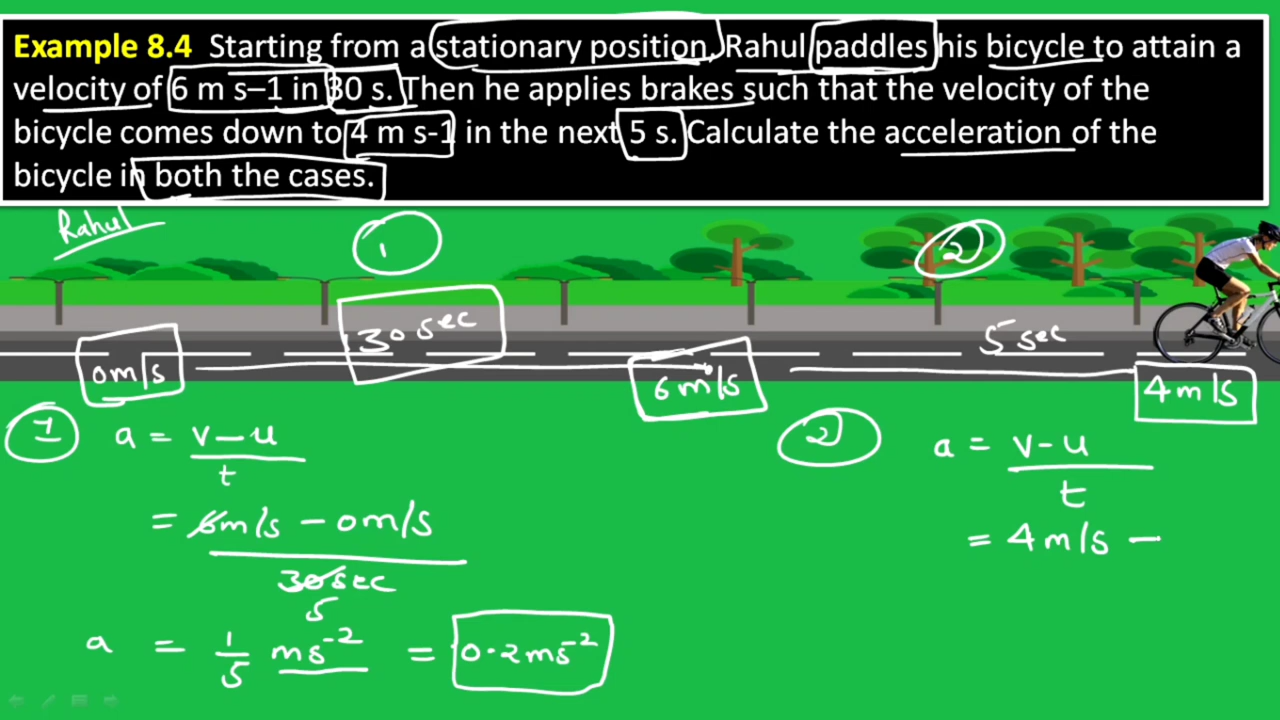 Example 8.4 Starting from a stationary position, Rahul paddles his bicycle to attain a
velocity of 6 m s–1 in 30 s. Then he applies brakes such that the velocity of the
bicycle comes down to 4 m s-1 in the next 5 s. Calculate the acceleration of the
bicycle in both the cases.
Rahul
1
2
30 sec
5 sec
0m/s
6m/s
4m/s
1 a = v-u
t
= 6m/s - 0m/s
30sec
5
a = 1/5 ms⁻² = 0.2ms⁻²
2 a = v-u
t
= 4m/s -